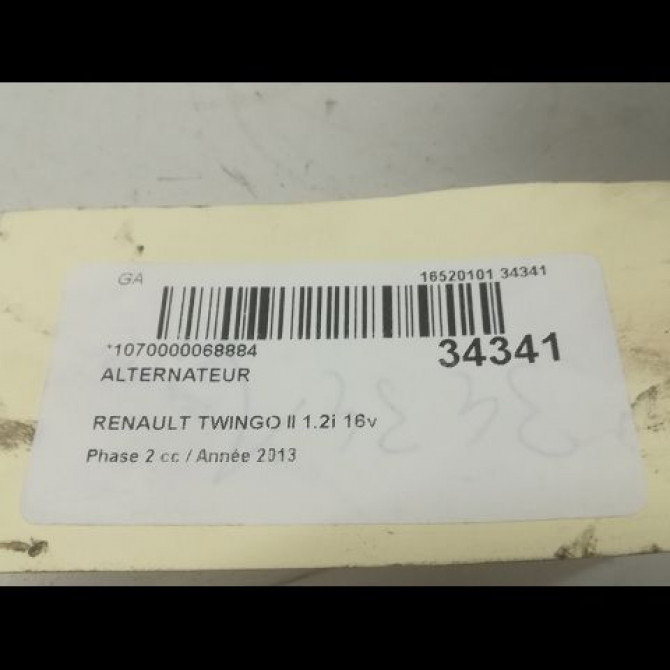 GA 16520101 34341
*1070000068884 34341
ALTERNATEUR
RENAULT TWINGO II 1.2i 16v
Phase 2 cc / Année 2013